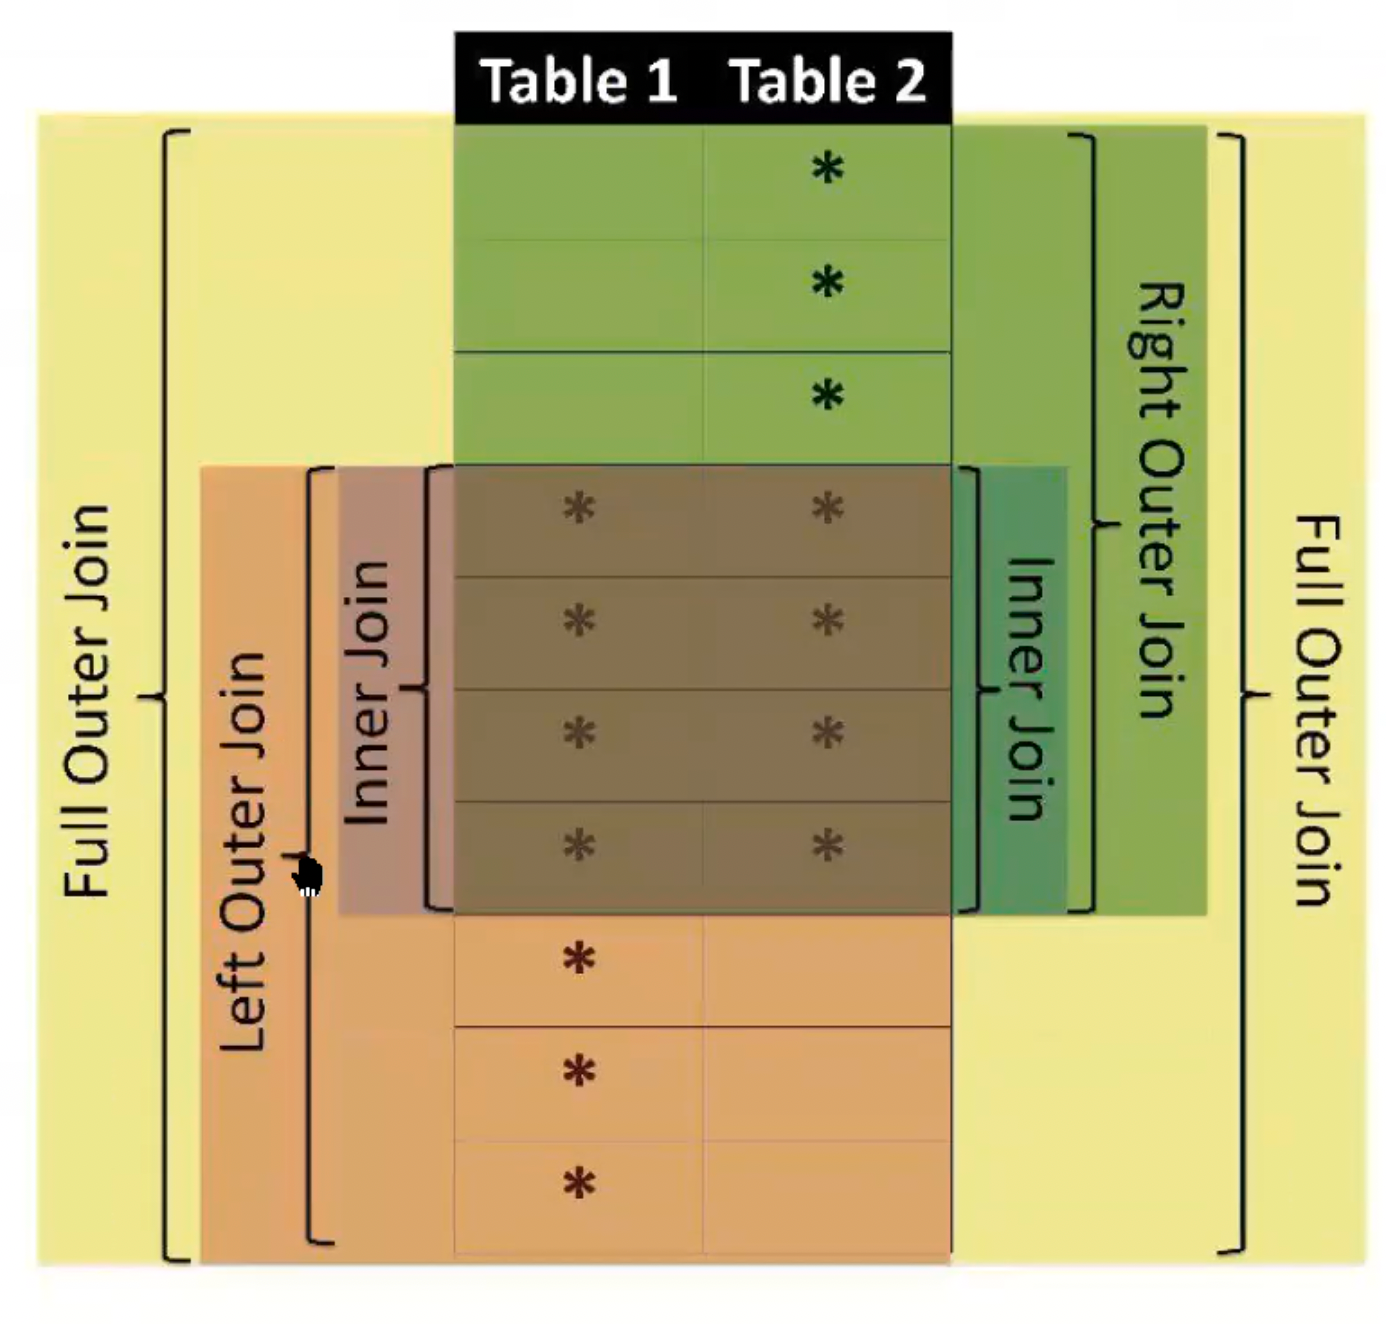 Table 1 Table 2
*
*
*
* *
* *
* *
* *
*
*
*
Full Outer Join
Left Outer Join
Inner Join
Inner Join
Right Outer Join
Full Outer Join